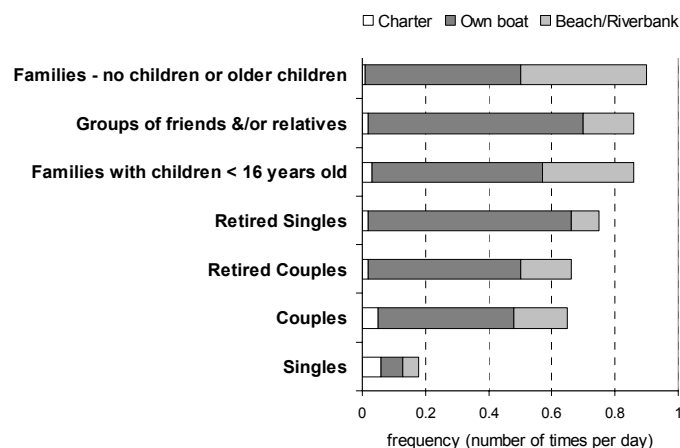 Charter Own boat Beach/Riverbank
Families - no children or older children
Groups of friends &/or relatives
Families with children < 16 years old
Retired Singles
Retired Couples
Couples
Singles
0 0.2 0.4 0.6 0.8 1
frequency (number of times per day)